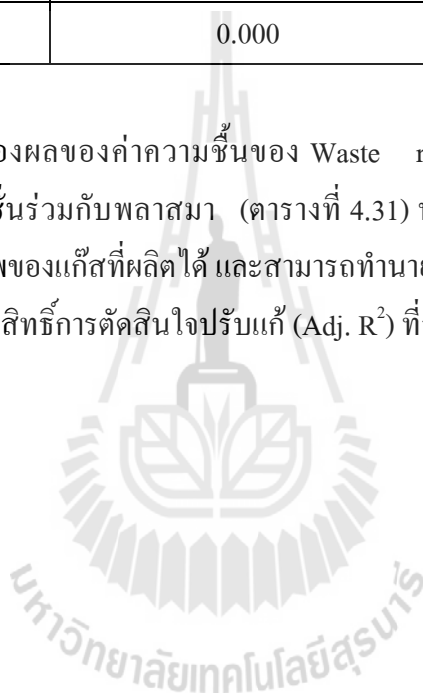 0.000
องผลของค่าความชื้นของ Waste
ชั่นร่วมกับพลาสมา (ตารางที่ 4.31)
ของแก๊สที่ผลิตได้ และสามารถทำนาย
สิทธิ์การตัดสินใจปรับแก้ (Adj. R²) ที่
มหาวิทยาลัยเทคโนโลยีสุรนารี